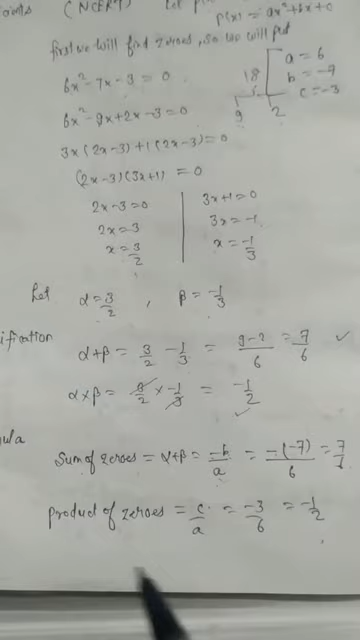 (NCERT) Let
P(x) = ax²+bx+c
first we will find zeroes, so we will put
a = 6
b = -7
c = -3
18
9 2
6x²-7x-3=0
6x²-9x+2x-3=0
3x(2x-3)+1(2x-3)=0
(2x-3)(3x+1) = 0
2x-3=0 3x+1=0
2x=3 3x=-1
x=3/2 x=-1/3
Let α=3/2 , β=-1/3
α+β = 3/2 -1/3 = 9-2/6 = 7/6 ✓
α×β = 3/2 × -1/3 = -1/2 ✓
Sum of zeroes = α+β = -b/a = -(-7)/6 = 7/
product of zeroes = c/a = -3/6 = -1/2